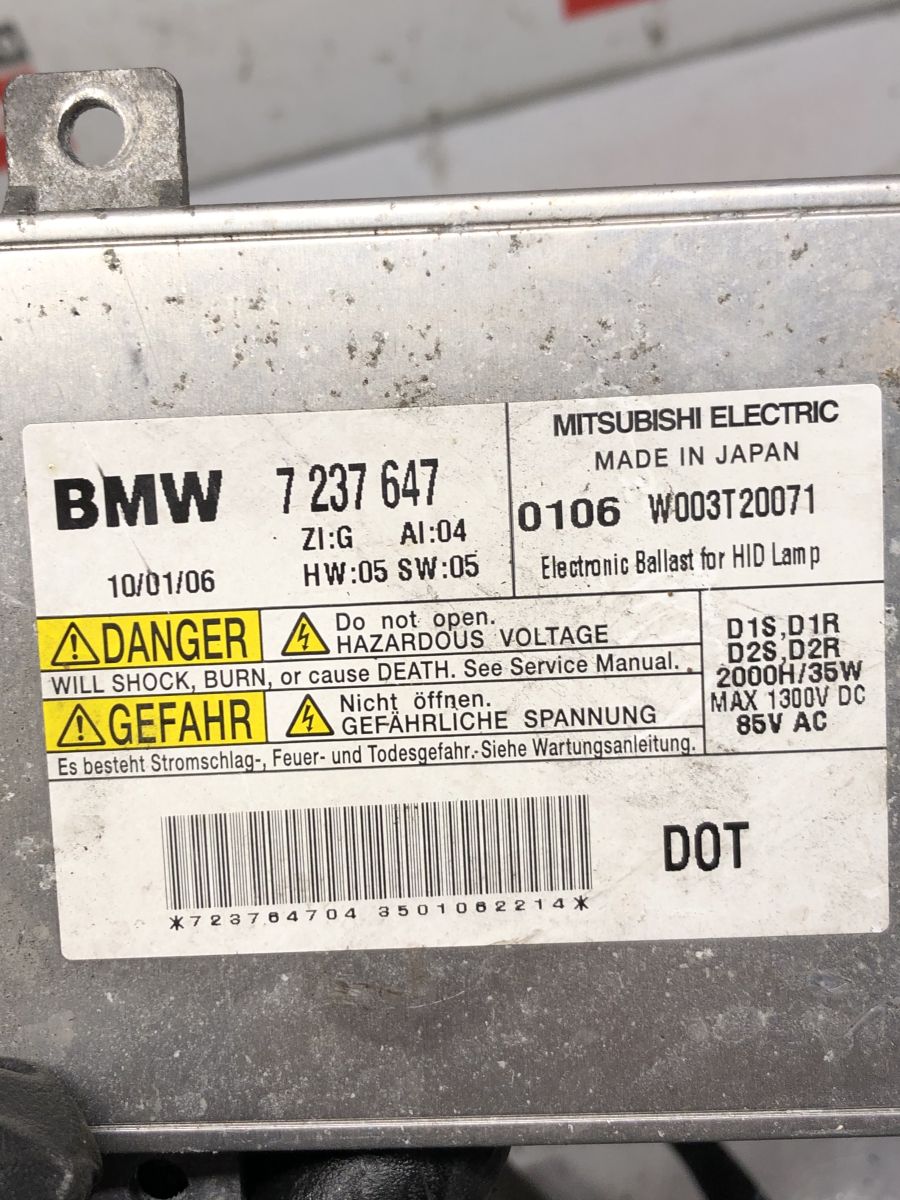 BMW 7 237 647
ZI:G AI:04
10/01/06 HW:05 SW:05
MITSUBISHI ELECTRIC
MADE IN JAPAN
0106 W003T20071
Electronic Ballast for HID Lamp
DANGER
Do not open.
HAZARDOUS VOLTAGE
WILL SHOCK, BURN, or cause DEATH. See Service Manual.
GEFAHR
Nicht öffnen.
GEFÄHRLICHE SPANNUNG
Es besteht Stromschlag-, Feuer- und Todesgefahr.-Siehe Wartungsanleitung.
D1S,D1R
D2S,D2R
2000H/35W
MAX 1300V DC
85V AC
*723764704 3501062214*
DOT